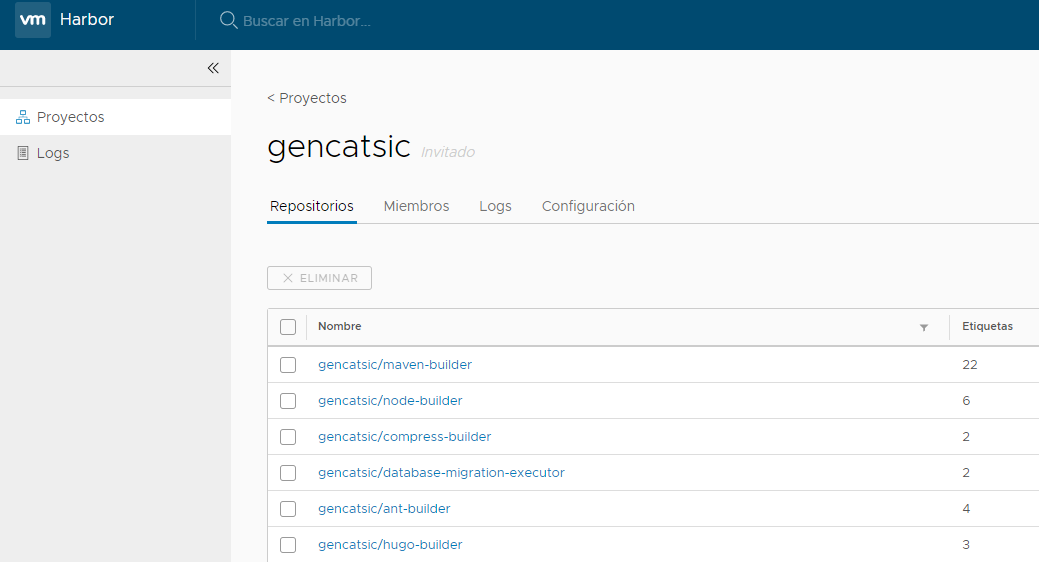 vm Harbor Buscar en Harbor...
Proyectos
Logs
< Proyectos
gencatsic Invitado
Repositorios Miembros Logs Configuración
ELIMINAR
Nombre Etiquetas
gencatsic/maven-builder 22
gencatsic/node-builder 6
gencatsic/compress-builder 2
gencatsic/database-migration-executor 2
gencatsic/ant-builder 4
gencatsic/hugo-builder 3